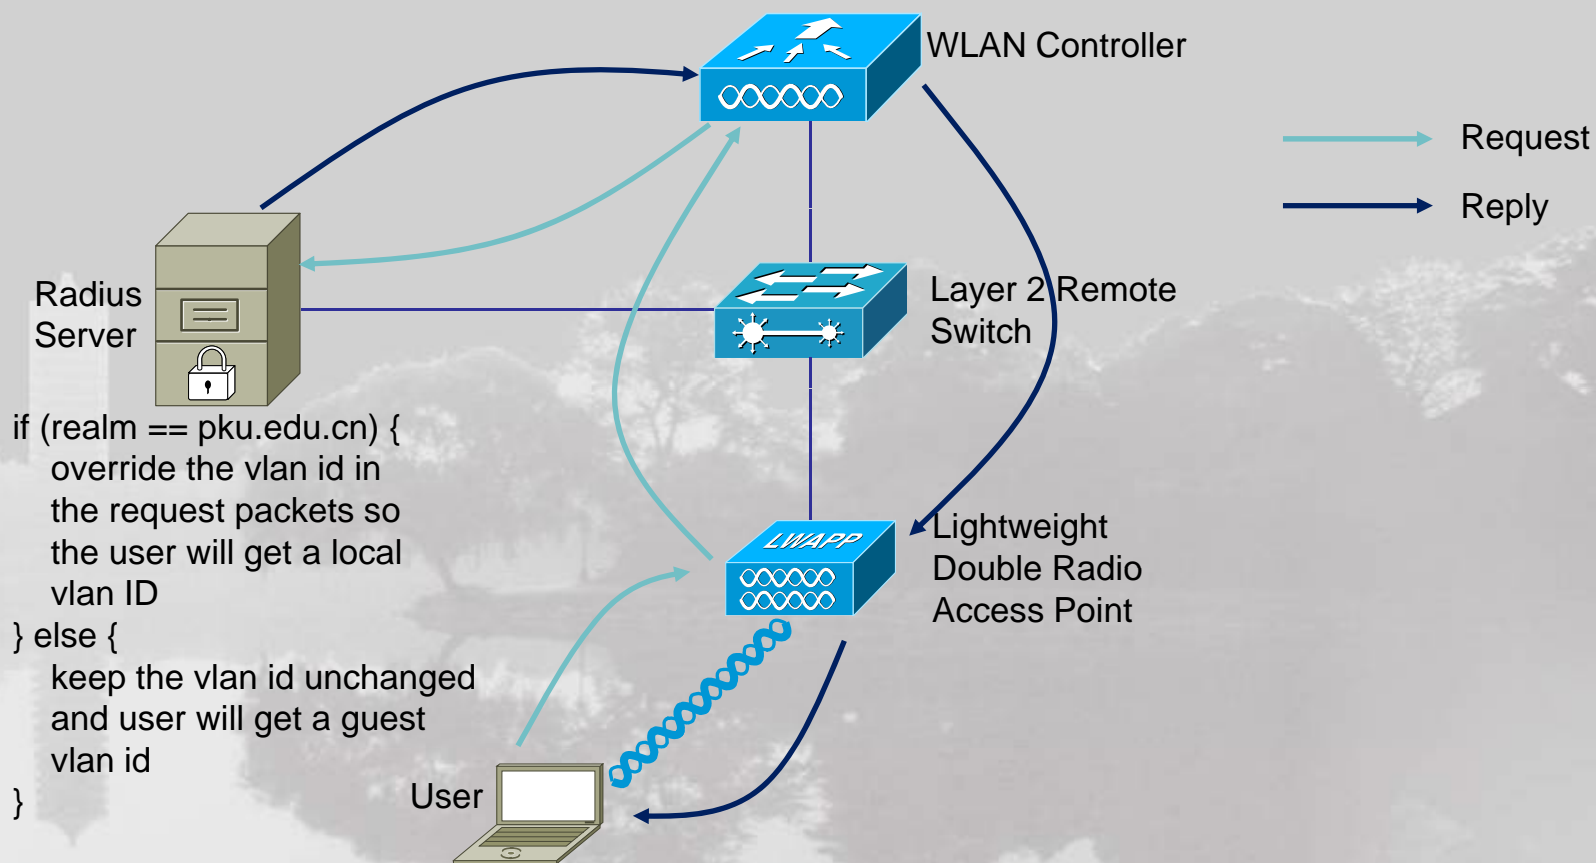 WLAN Controller
Request
Reply
Radius
Server
Layer 2 Remote
Switch
if (realm == pku.edu.cn) {
override the vlan id in
the request packets so
the user will get a local
vlan ID
} else {
keep the vlan id unchanged
and user will get a guest
vlan id
}
LWAPP
Lightweight
Double Radio
Access Point
User